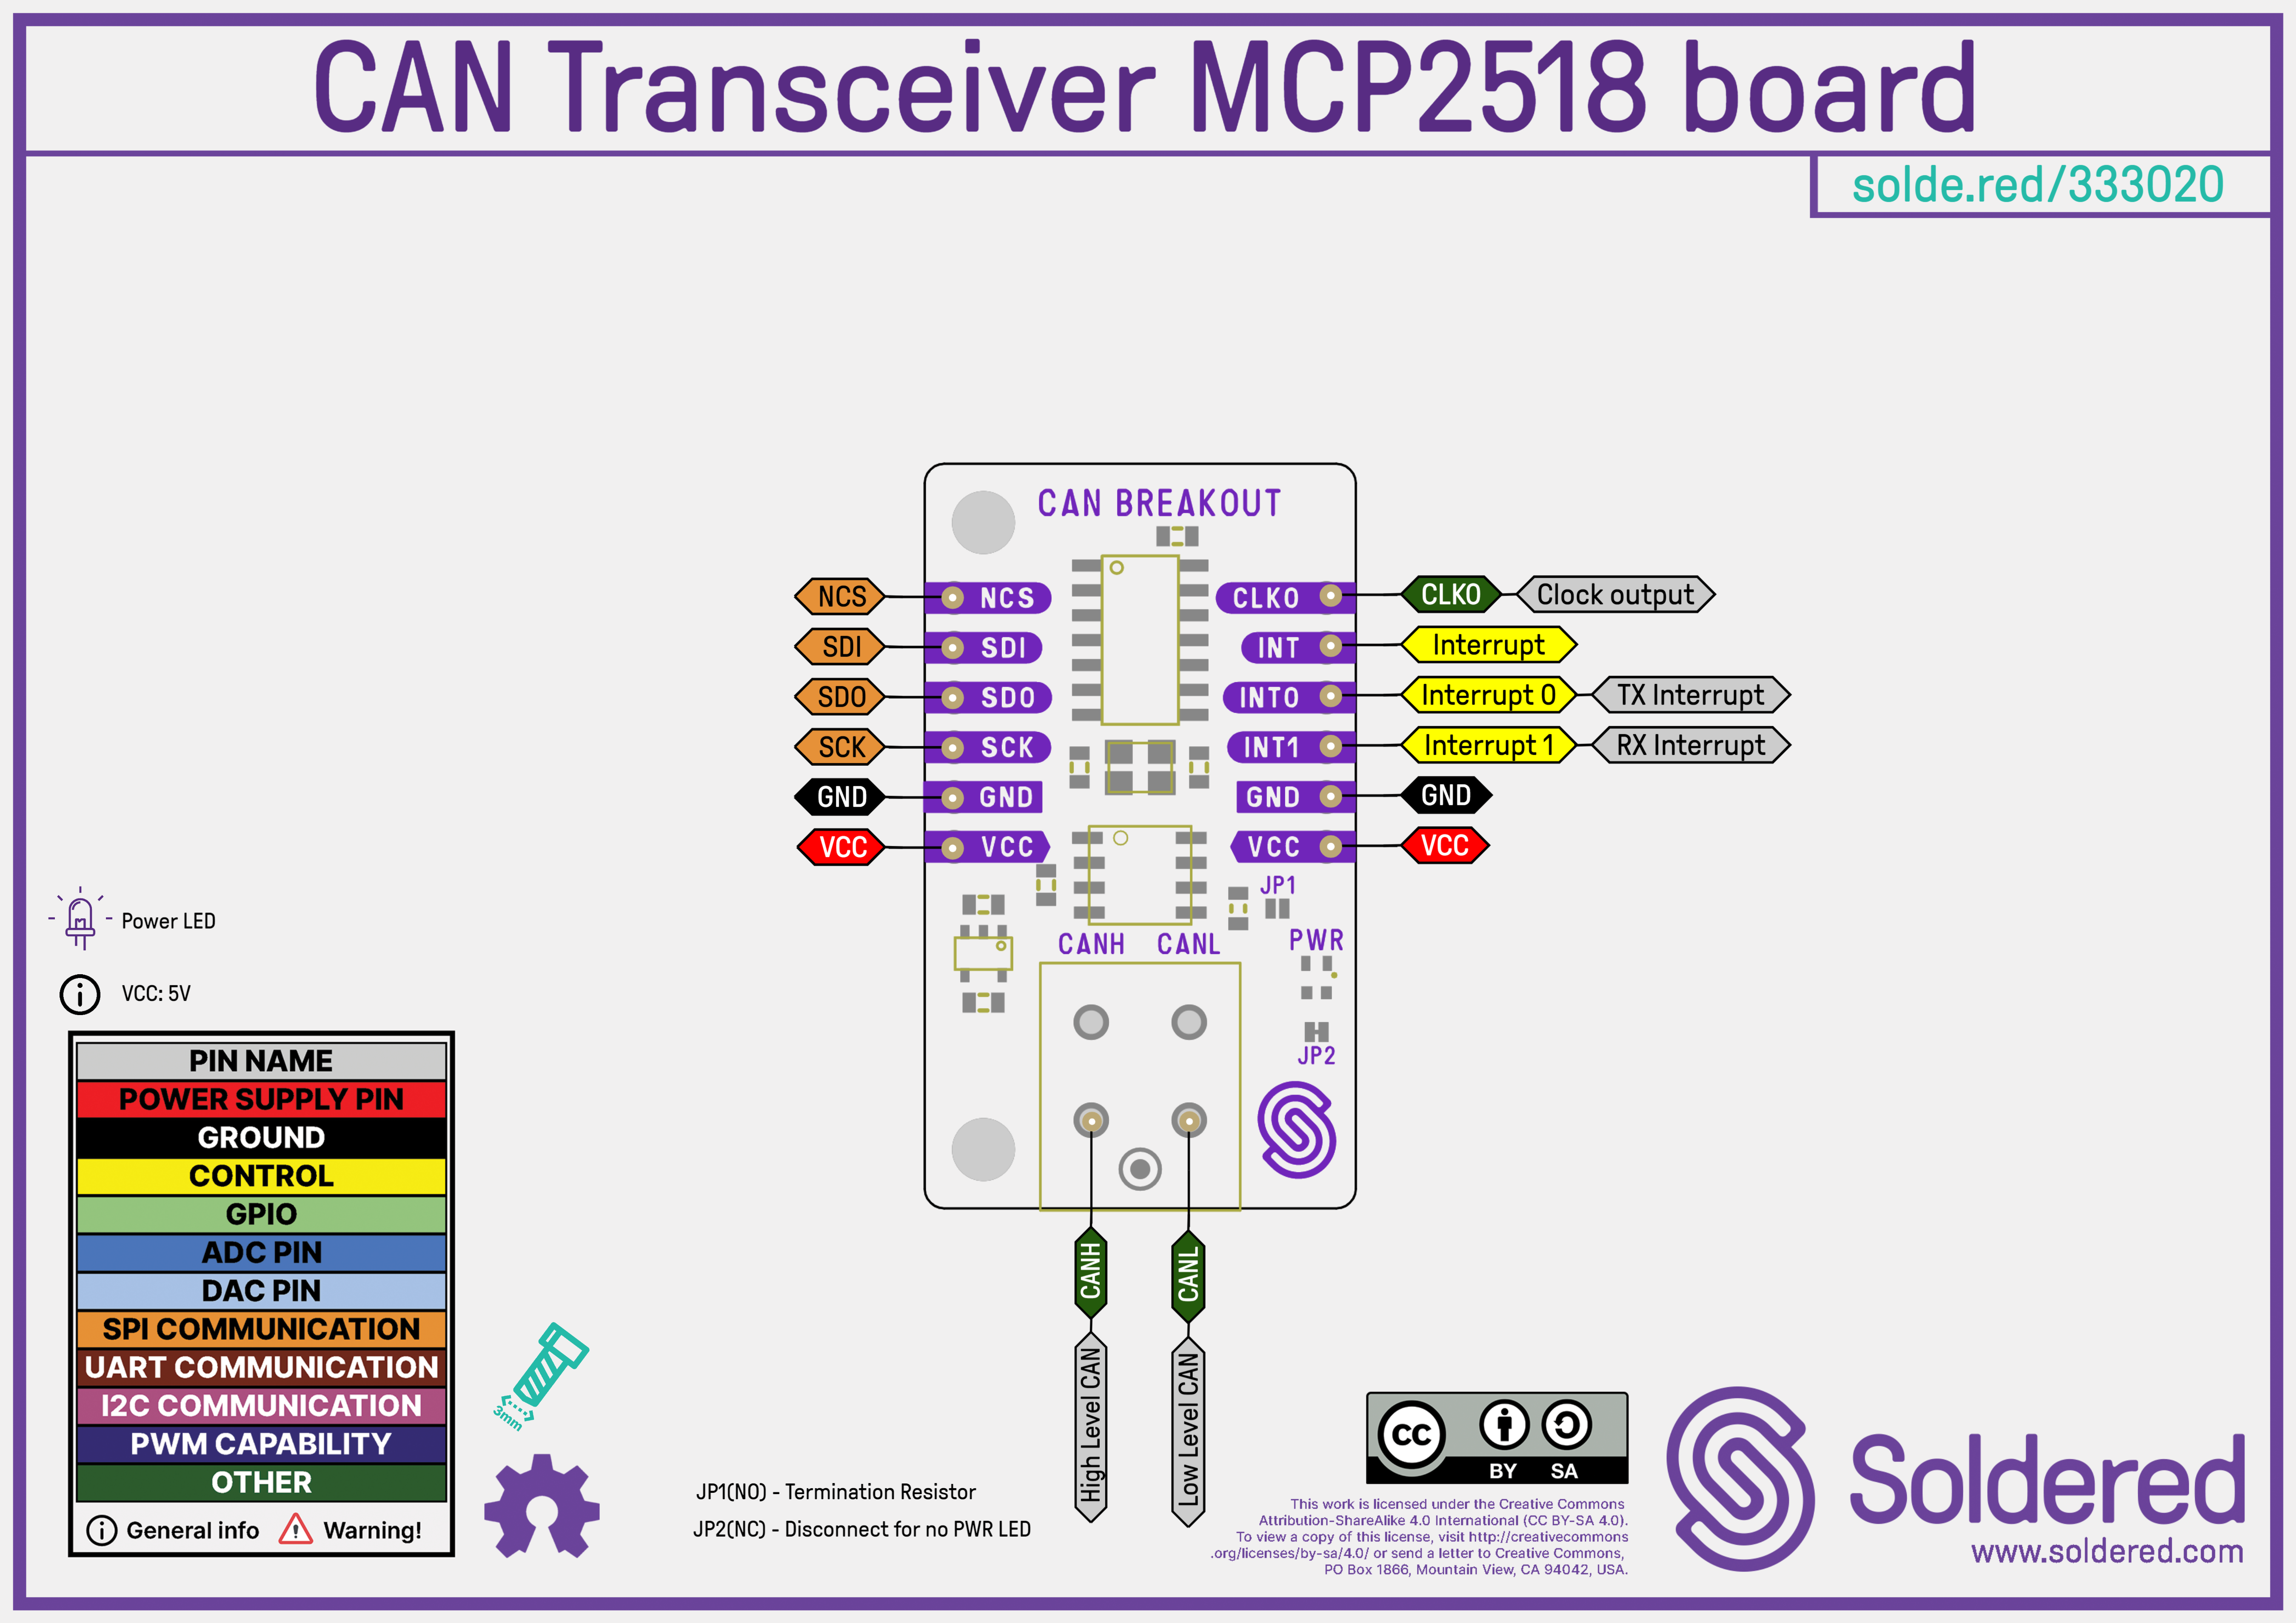 CAN Transceiver MCP2518 board
solde.red/333020
CAN BREAKOUT
NCS NCS CLKO CLKO Clock output
SDI SDI INT Interrupt
SDO SDO INT0 Interrupt 0 TX Interrupt
SCK SCK INT1 Interrupt 1 RX Interrupt
GND GND GND GND
VCC VCC VCC VCC
JP1
CANH CANL PWR
JP2
CANH CANL
High Level CAN Low Level CAN
Power LED
VCC: 5V
PIN NAME
POWER SUPPLY PIN
GROUND
CONTROL
GPIO
ADC PIN
DAC PIN
SPI COMMUNICATION
UART COMMUNICATION
I2C COMMUNICATION
PWM CAPABILITY
OTHER
General info Warning!
3mm
JP1(NO) - Termination Resistor
JP2(NC) - Disconnect for no PWR LED
CC BY SA
This work is licensed under the Creative Commons
Attribution-ShareAlike 4.0 International (CC BY-SA 4.0).
To view a copy of this license, visit http://creativecommons
.org/licenses/by-sa/4.0/ or send a letter to Creative Commons,
PO Box 1866, Mountain View, CA 94042, USA.
Soldered
www.soldered.com